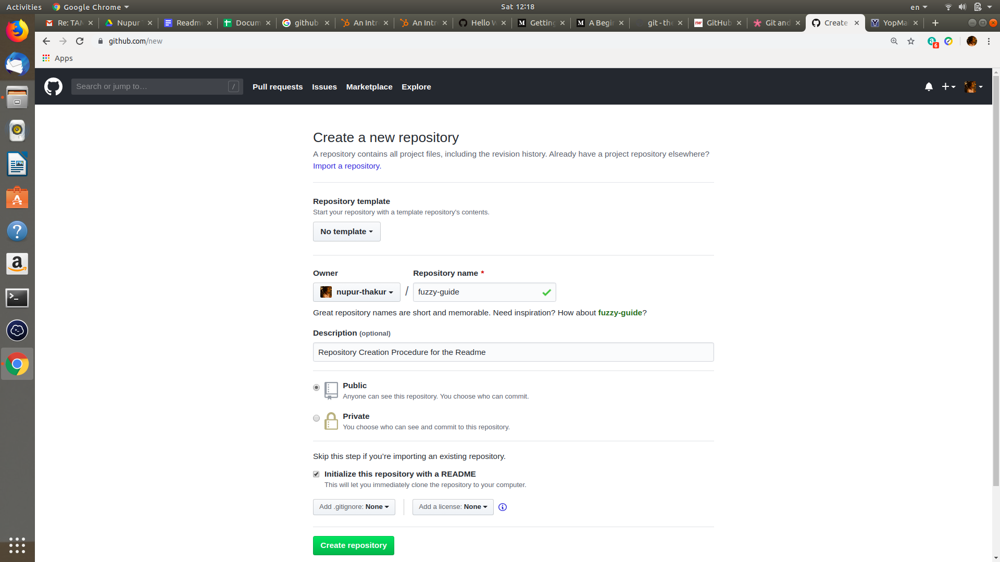 Activities
Google Chrome
Sat 12:18
en
Re: TAM
Nupur
Readme
Docum
github
An Intr
An Intr
Hello W
Getting
A Begin
git - the
GitHub
Git and
Create
YopMai
github.com/new
6
Apps
Search or jump to…
/
Pull requests
Issues
Marketplace
Explore
Create a new repository
A repository contains all project files, including the revision history. Already have a project repository elsewhere?
Import a repository.
Repository template
Start your repository with a template repository's contents.
No template
Owner
Repository name *
nupur-thakur
/
fuzzy-guide
Great repository names are short and memorable. Need inspiration? How about fuzzy-guide?
Description (optional)
Repository Creation Procedure for the Readme
Public
Anyone can see this repository. You choose who can commit.
Private
You choose who can see and commit to this repository.
Skip this step if you’re importing an existing repository.
Initialize this repository with a README
This will let you immediately clone the repository to your computer.
Add .gitignore: None
Add a license: None
Create repository